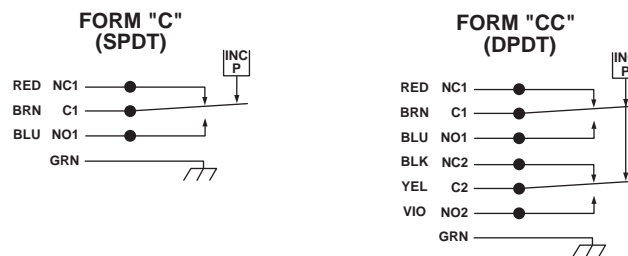 FORM "C"
(SPDT)
INC
P
RED NC1
BRN C1
BLU NO1
GRN
FORM "CC"
(DPDT)
P
RED NC1
BRN C1
BLU NO1
BLK NC2
YEL C2
VIO NO2
GRN